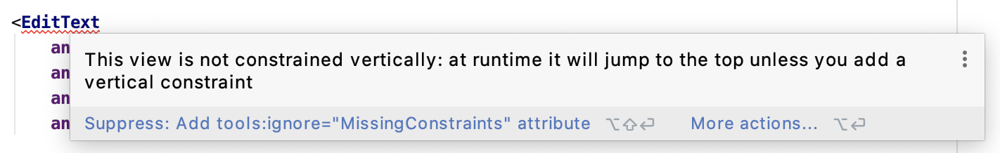 <EditText
an
This view is not constrained vertically: at runtime it will jump to the top unless you add a
an
vertical constraint
an
an
Suppress: Add tools:ignore="MissingConstraints" attribute ⌥⇧⏎ More actions... ⌥⏎